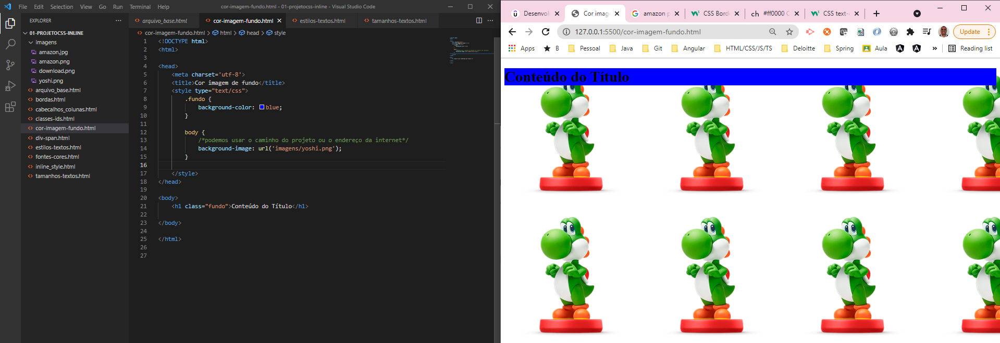 File Edit Selection View Go Run Terminal Help
cor-imagem-fundo.html - 01-projetocss-inline - Visual Studio Code
EXPLORER
01-PROJETOCSS-INLINE
imagens
amazon.jpg
amazon.png
download.png
yoshi.png
arquivo_base.html
bordas.html
cabecalhos_colunas.html
classes-ids.html
cor-imagem-fundo.html
div-span.html
estilos-textos.html
fontes-cores.html
inline_style.html
tamanhos-textos.html
arquivo_base.html cor-imagem-fundo.html estilos-textos.html tamanhos-textos.html
cor-imagem-fundo.html > html > head > style
1 <!DOCTYPE html>
2 <html>
3
4 <head>
5 <meta charset='utf-8'>
6 <title>Cor imagem de fundo</title>
7 <style type="text/css">
8 .fundo {
9 background-color: blue;
10 }
11
12 body {
13 /*podemos usar o caminho do projeto ou o endereço da internet*/
14 background-image: url('imagens/yoshi.png');
15 }
16
17 </style>
18 </head>
19
20 <body>
21 <h1 class="fundo">Conteúdo do Título</h1>
22
23 </body>
24
25 </html>
26
27
Desenvol Cor imag amazon p CSS Bord ch #ff0000 C CSS text-
127.0.0.1:5500/cor-imagem-fundo.html
Update
Apps B Pessoal Java Git Angular HTML/CSS/JS/TS Deloitte Spring Aula » Reading list
Conteúdo do Título